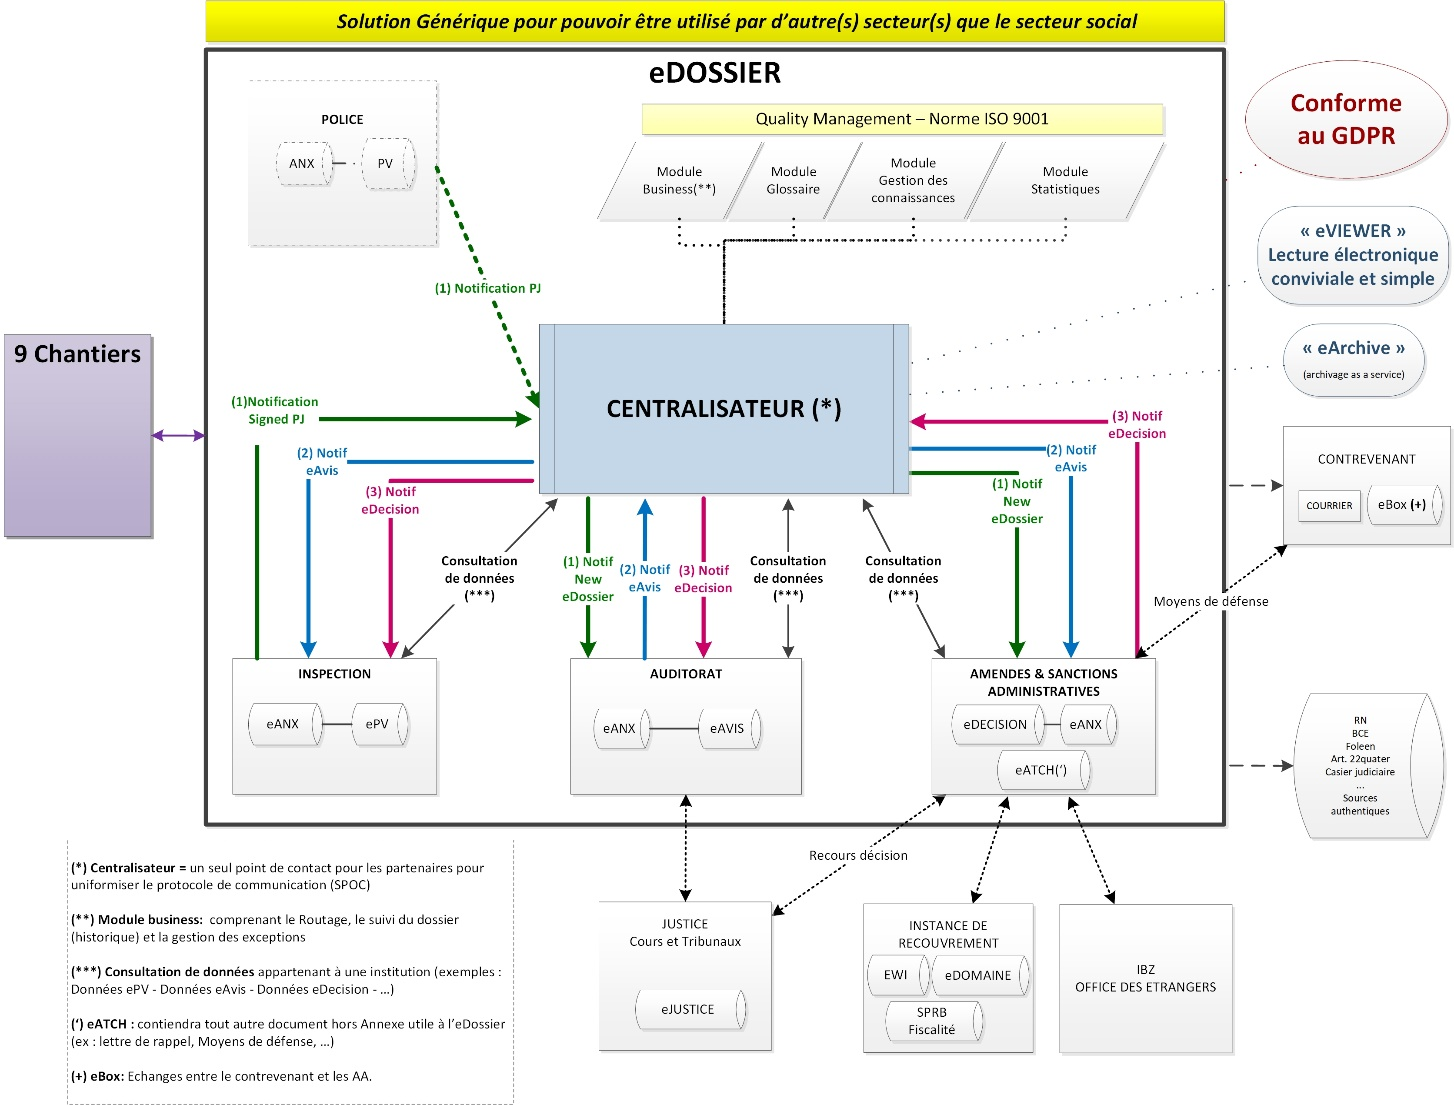 Solution Générique pour pouvoir être utilisé par d’autre(s) secteur(s) que le secteur social
eDOSSIER
POLICE
ANX
PV
Quality Management – Norme ISO 9001
Module
Business(**)
Module
Glossaire
Module
Gestion des
connaissances
Module
Statistiques
Conforme
au GDPR
« eVIEWER »
Lecture électronique
conviviale et simple
« eArchive »
(archivage as a service)
(1) Notification PJ
9 Chantiers
CENTRALISATEUR (*)
(1)Notification
Signed PJ
(2) Notif
eAvis
(3) Notif
eDecision
(3) Notif
eDecision
(2) Notif
eAvis
(1) Notif
New
eDossier
CONTREVENANT
COURRIER
eBox (+)
Consultation
de données
(***)
(1) Notif
New
eDossier
(2) Notif
eAvis
(3) Notif
eDecision
Consultation
de données
(***)
Consultation
de données
(***)
Moyens de défense
INSPECTION
eANX
ePV
AUDITORAT
eANX
eAVIS
AMENDES & SANCTIONS
ADMINISTRATIVES
eDECISION
eANX
eATCH(‘)
RN
BCE
Foleen
Art. 22quater
Casier judiciaire
...
Sources
authentiques
Recours décision
JUSTICE
Cours et Tribunaux
eJUSTICE
INSTANCE DE
RECOUVREMENT
EWI
eDOMAINE
SPRB
Fiscalité
IBZ
OFFICE DES ETRANGERS
(*) Centralisateur = un seul point de contact pour les partenaires pour
uniformiser le protocole de communication (SPOC)
(**) Module business: comprenant le Routage, le suivi du dossier
(historique) et la gestion des exceptions
(***) Consultation de données appartenant à une institution (exemples :
Données ePV - Données eAvis - Données eDecision - …)
(‘) eATCH : contiendra tout autre document hors Annexe utile à l’eDossier
(ex : lettre de rappel, Moyens de défense, …)
(+) eBox: Echanges entre le contrevenant et les AA.